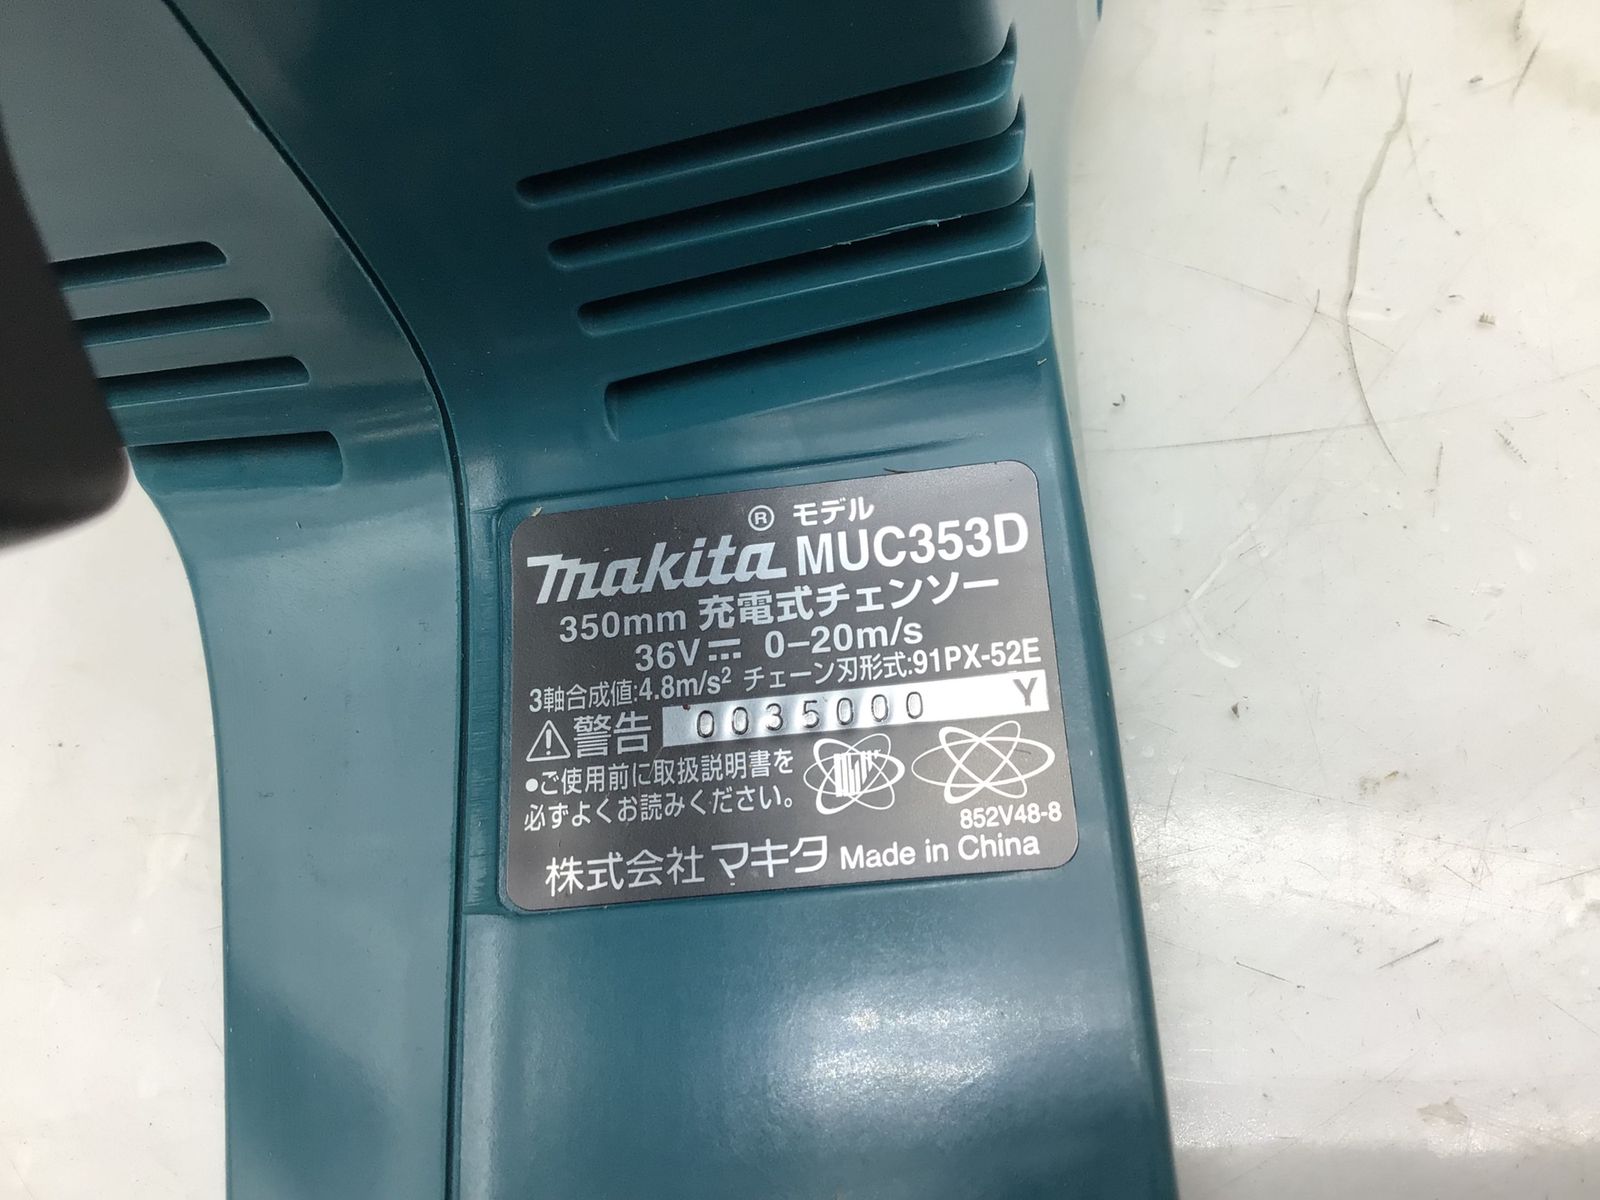 ® モデル
makita MUC353D
350mm 充電式チェンソー
36V 0–20m/s
3軸合成値:4.8m/s² チェーン刃形式:91PX-52E
警告 0035000 Y
●ご使用前に取扱説明書を
必ずよくお読みください。
852V48-8
株式会社 マキタ Made in China